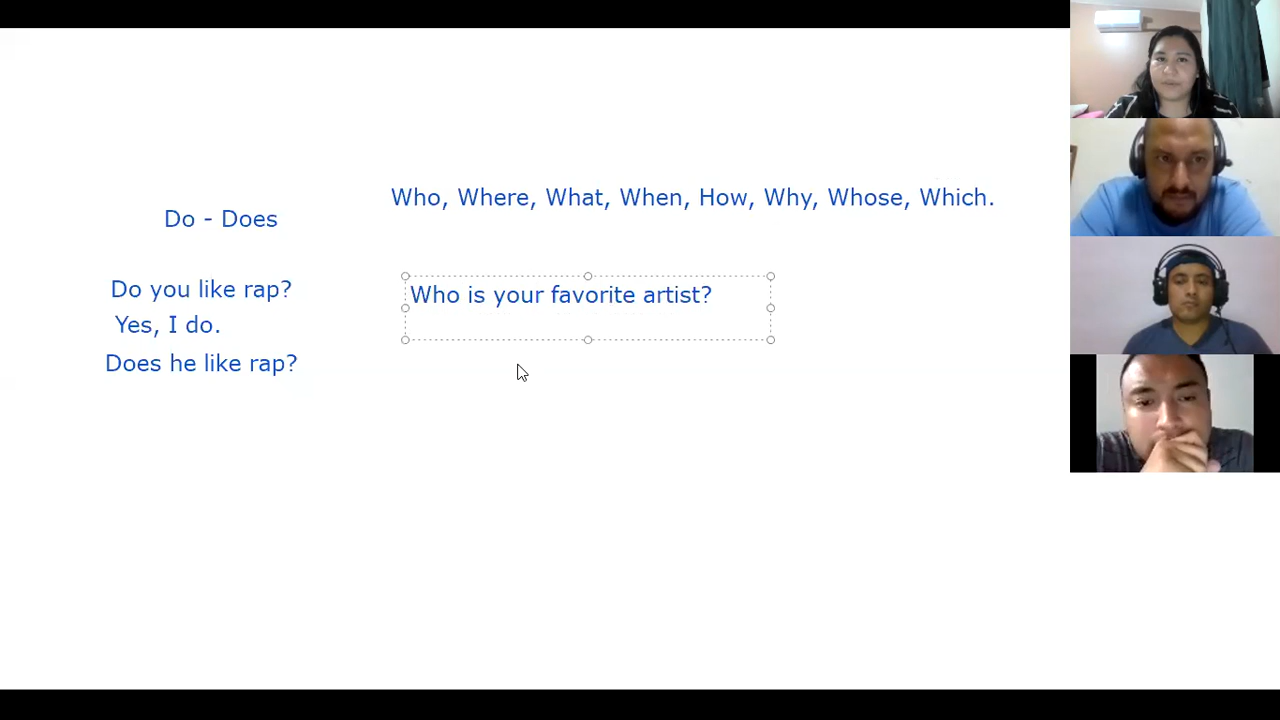 Do - Does
Do you like rap?
Yes, I do.
Does he like rap?
Who, Where, What, When, How, Why, Whose, Which.
Who is your favorite artist?